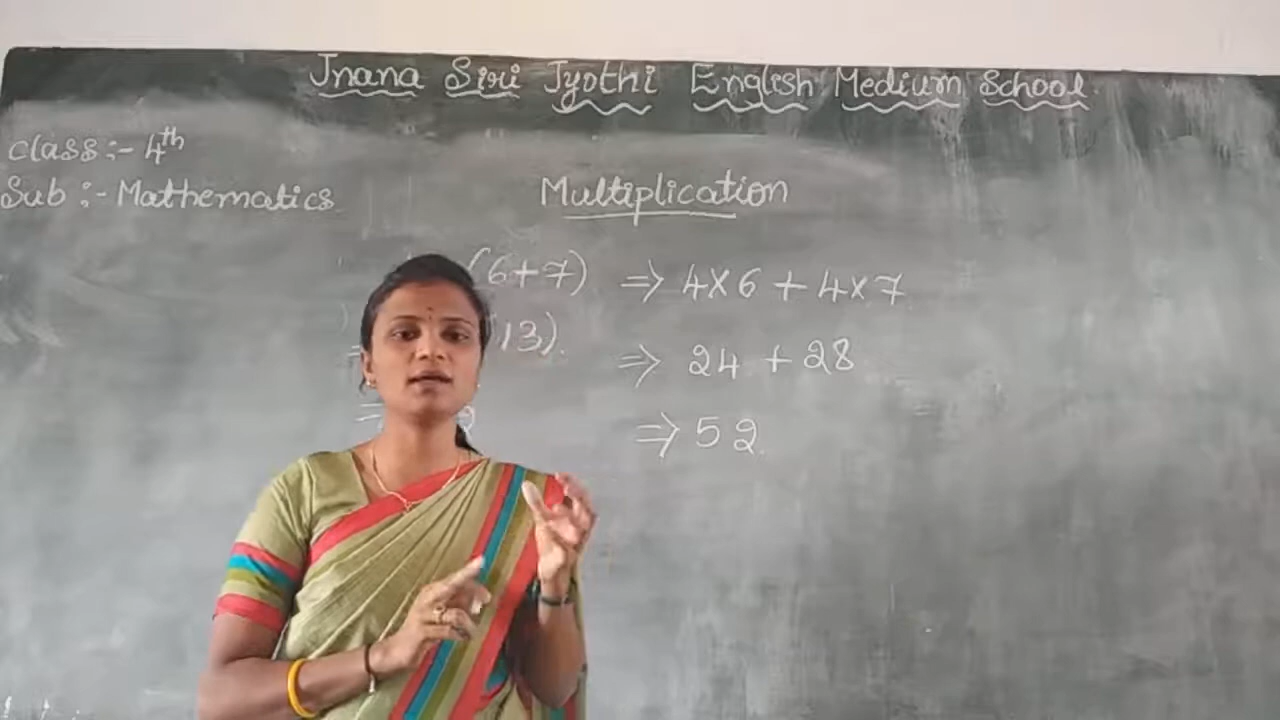 Jnana Siri Jyothi English Medium School
class :- 4th
Sub :- Mathematics
Multiplication
(6+7) ⇒ 4×6 + 4×7
13). ⇒ 24 + 28
⇒ 52